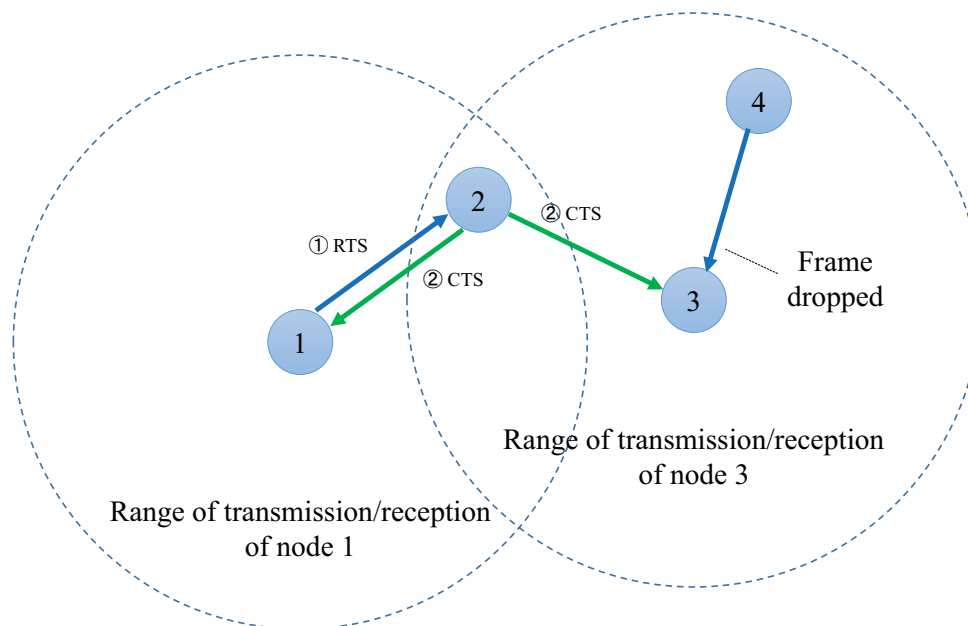 4
2
② CTS
① RTS
② CTS
Frame
dropped
3
1
Range of transmission/reception
of node 3
Range of transmission/reception
of node 1